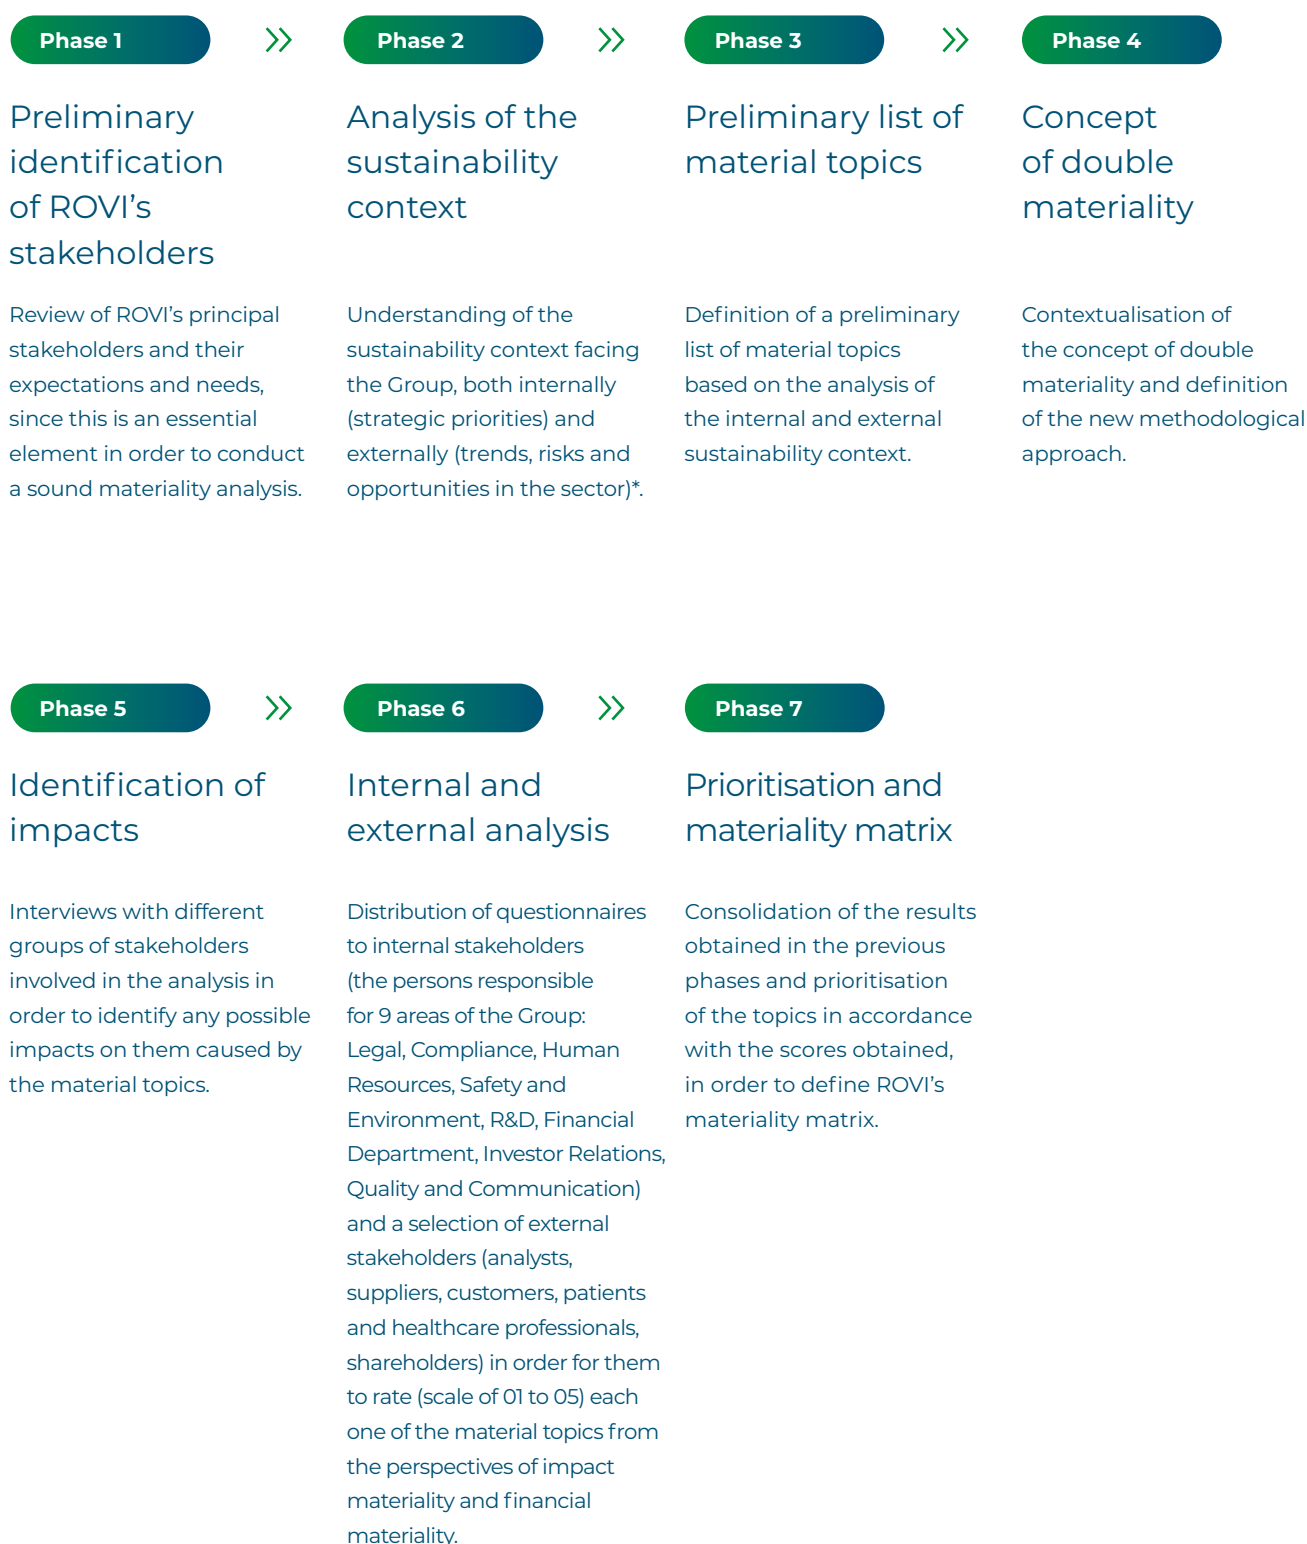 Phase 1
Preliminary
identification
of ROVI's
stakeholders
Review of ROVI's principal
stakeholders and their
expectations and needs,
since this is an essential
element in order to conduct
a sound materiality analysis.
Phase 2
Analysis of the
sustainability
context
Understanding of the
sustainability context facing
the Group, both internally
(strategic priorities) and
externally (trends, risks and
opportunities in the sector)*.
Phase 3
Preliminary list of
material topics
Definition of a preliminary
list of material topics
based on the analysis of
the internal and external
sustainability context.
Phase 4
Concept
of double
materiality
Contextualisation of
the concept of double
materiality and definition
of the new methodological
approach.
Phase 5
Identification of
impacts
Interviews with different
groups of stakeholders
involved in the analysis in
order to identify any possible
impacts on them caused by
the material topics.
Phase 6
Internal and
external analysis
Distribution of questionnaires
to internal stakeholders
(the persons responsible
for 9 areas of the Group:
Legal, Compliance, Human
Resources, Safety and
Environment, R&D, Financial
Department, Investor Relations,
Quality and Communication)
and a selection of external
stakeholders (analysts,
suppliers, customers, patients
and healthcare professionals,
shareholders) in order for them
to rate (scale of 01 to 05) each
one of the material topics from
the perspectives of impact
materiality and financial
materiality.
Phase 7
Prioritisation and
materiality matrix
Consolidation of the results
obtained in the previous
phases and prioritisation
of the topics in accordance
with the scores obtained,
in order to define ROVI's
materiality matrix.